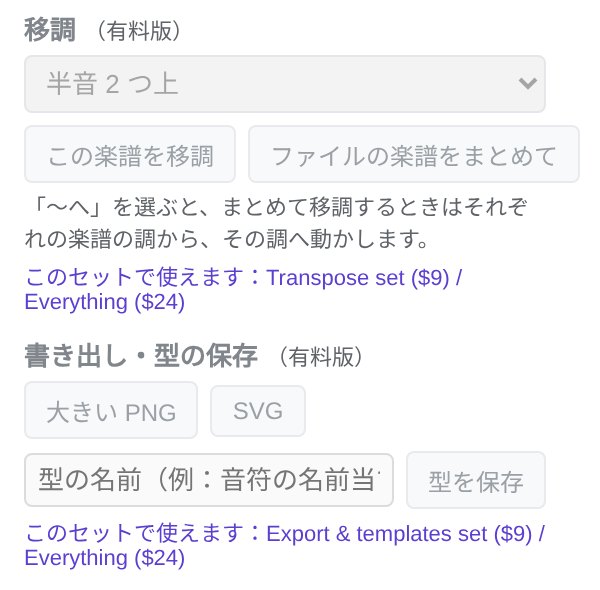 移調 （有料版）
半音 2 つ上
この楽譜を移調 ファイルの楽譜をまとめて
「〜へ」を選ぶと、まとめて移調するときはそれぞ
れの楽譜の調から、その調へ動かします。
このセットで使えます：Transpose set ($9) /
Everything ($24)
書き出し・型の保存 （有料版）
大きい PNG SVG
型の名前（例：音符の名前当 型を保存
このセットで使えます：Export & templates set ($9) /
Everything ($24)